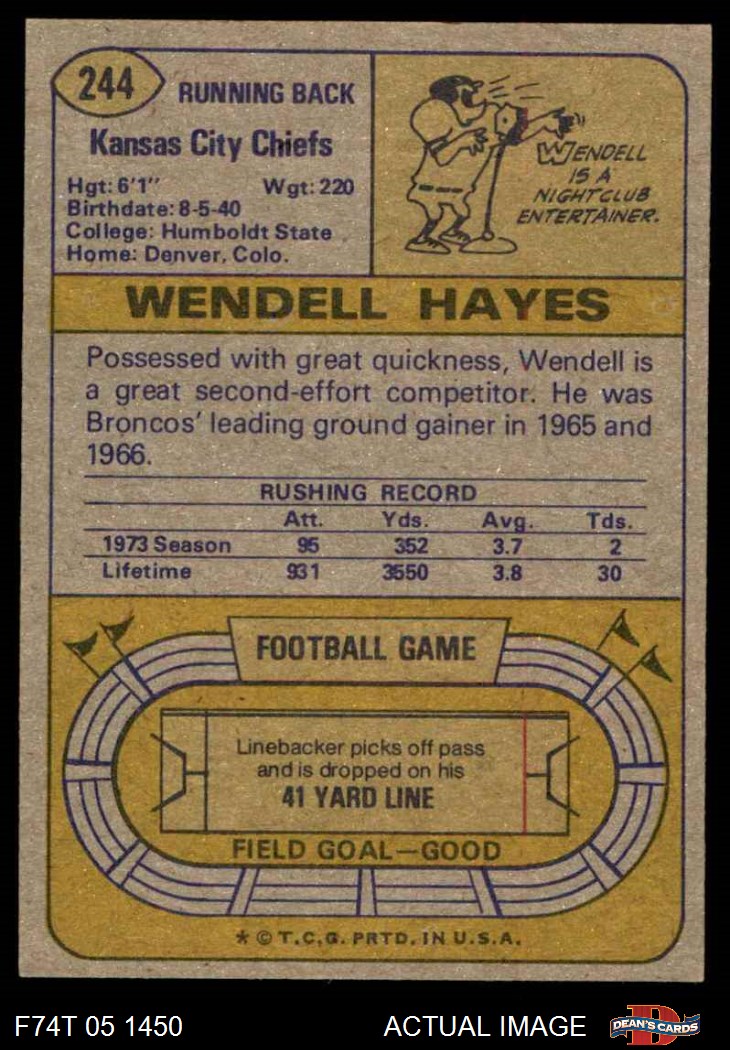 244
RUNNING BACK
Kansas City Chiefs
Hgt: 6'1" Wgt: 220
Birthdate: 8-5-40
College: Humboldt State
Home: Denver, Colo.
WENDELL
IS A
NIGHTCLUB
ENTERTAINER.
WENDELL HAYES
Possessed with great quickness, Wendell is
a great second-effort competitor. He was
Broncos' leading ground gainer in 1965 and
1966.
RUSHING RECORD
Att. Yds. Avg. Tds.
1973 Season 95 352 3.7 2
Lifetime 931 3550 3.8 30
FOOTBALL GAME
Linebacker picks off pass
and is dropped on his
41 YARD LINE
FIELD GOAL—GOOD
* © T.C.G. PRTD. IN U.S.A.
F74T 05 1450 ACTUAL IMAGE
DEAN'S CARDS